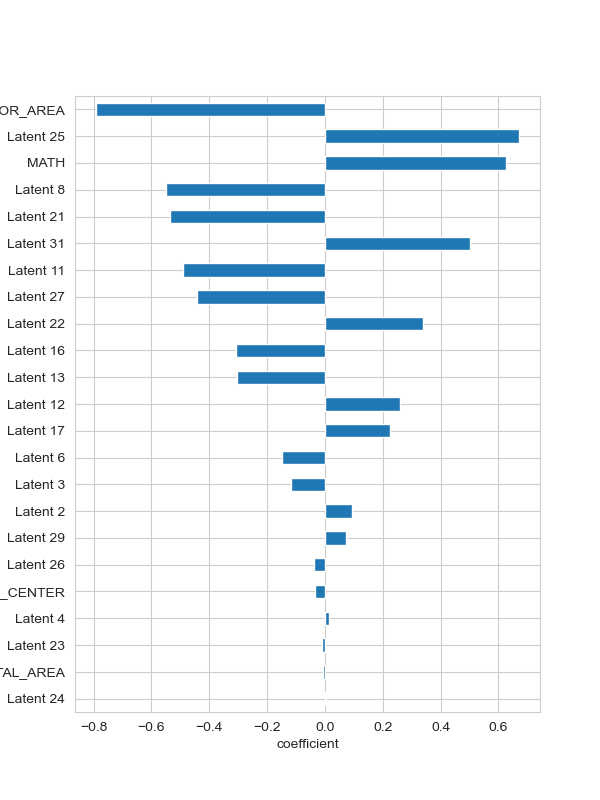 OR_AREA
Latent 25
MATH
Latent 8
Latent 21
Latent 31
Latent 11
Latent 27
Latent 22
Latent 16
Latent 13
Latent 12
Latent 17
Latent 6
Latent 3
Latent 2
Latent 29
Latent 26
_CENTER
Latent 4
Latent 23
TAL_AREA
Latent 24
−0.8 −0.6 −0.4 −0.2 0.0 0.2 0.4 0.6
coefficient